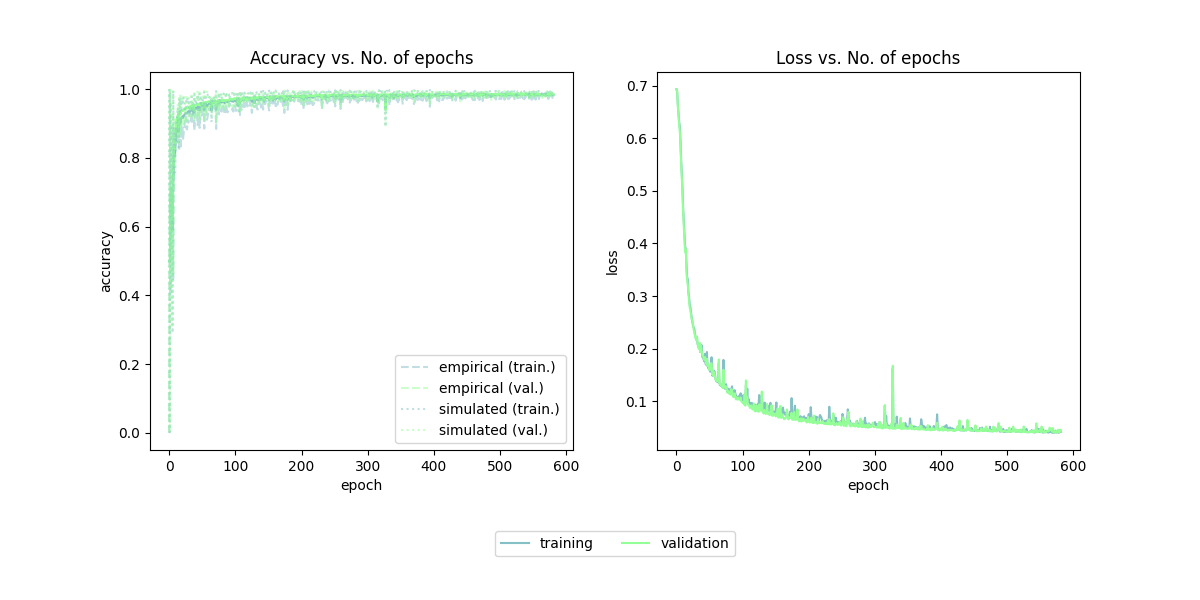 Accuracy vs. No. of epochs
1.0
0.8
0.6
0.4
0.2
0.0
accuracy
empirical (train.)
empirical (val.)
simulated (train.)
simulated (val.)
0 100 200 300 400 500 600
epoch
Loss vs. No. of epochs
0.7
0.6
0.5
0.4
0.3
0.2
0.1
loss
0 100 200 300 400 500 600
epoch
training validation